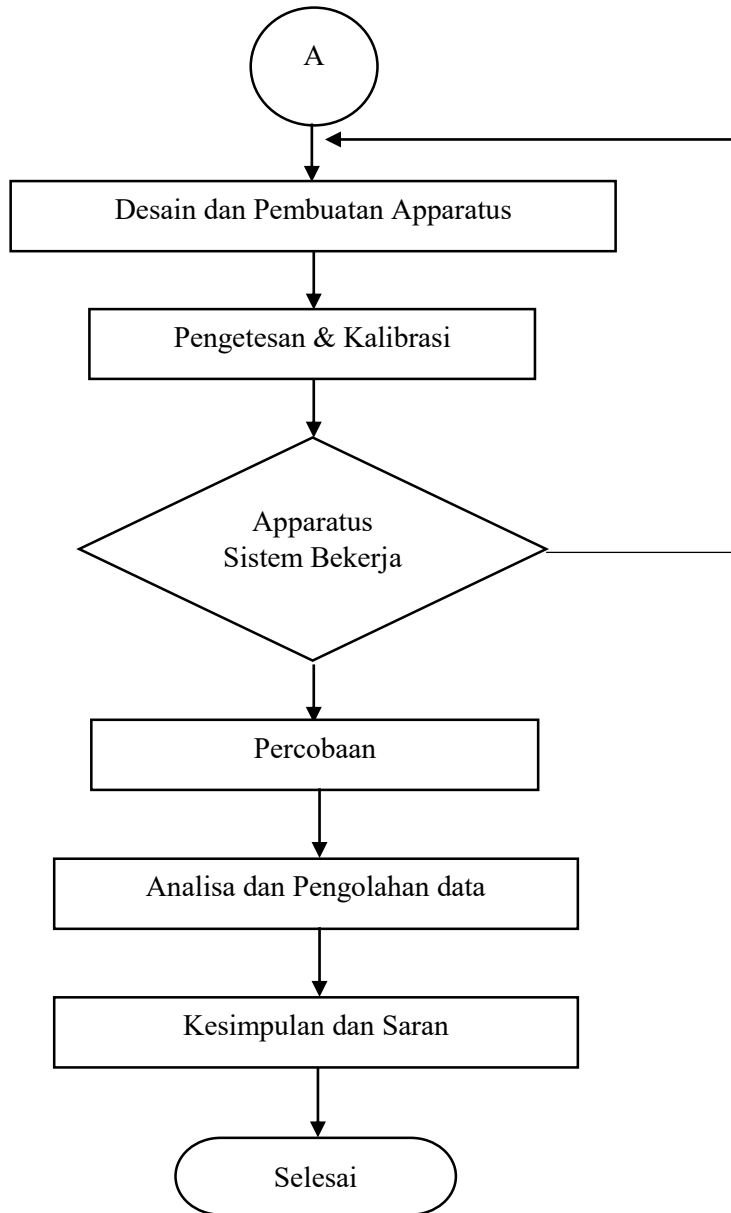 A
Desain dan Pembuatan Apparatus
Pengetesan & Kalibrasi
Apparatus
Sistem Bekerja
Percobaan
Analisa dan Pengolahan data
Kesimpulan dan Saran
Selesai